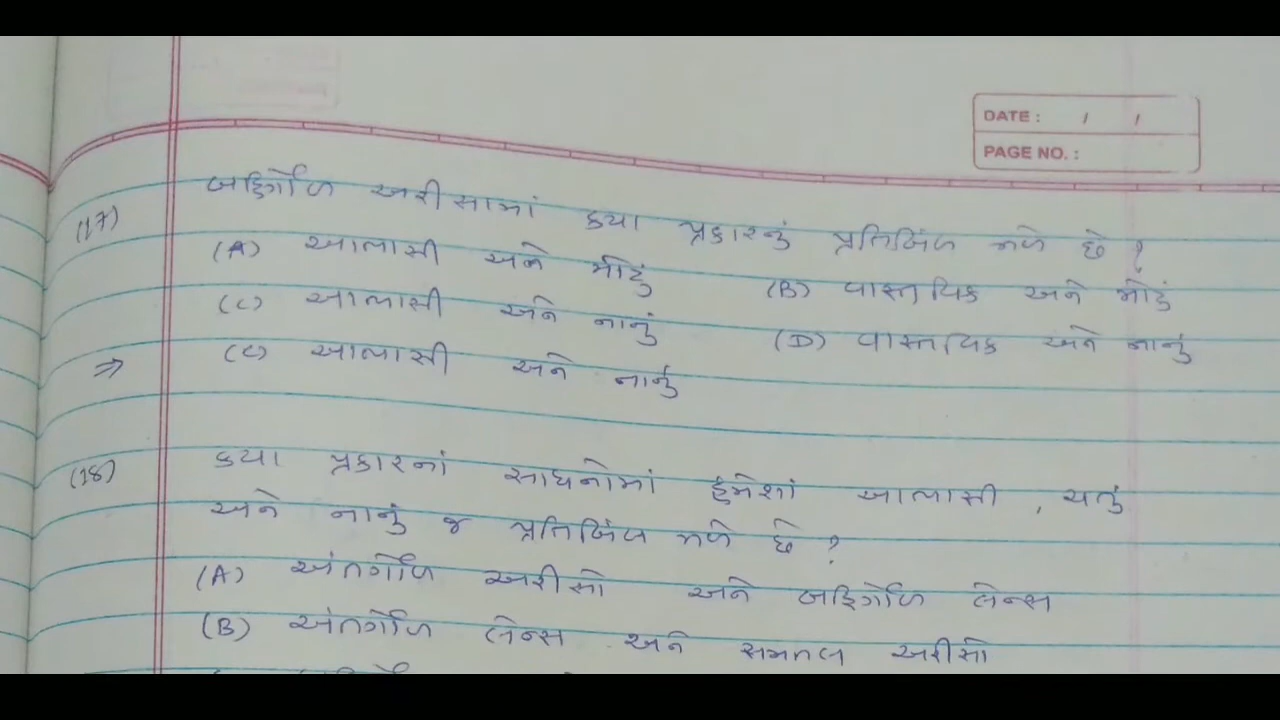 DATE : / /
PAGE NO. :
(17) બહિર્ગોળ અરીસામાં કયા પ્રકારનું પ્રતિબિંબ મળે છે ?
(A) આભાસી અને મોટું (B) વાસ્તવિક અને મોટું
(C) આભાસી અને નાનું (D) વાસ્તવિક અને નાનું
⇒ (C) આભાસી અને નાનું
(18) કયા પ્રકારનાં સાધનોમાં હંમેશાં આભાસી , ચતું
અને નાનું જ પ્રતિબિંબ મળે છે ?
(A) અંતર્ગોળ અરીસો અને બહિર્ગોળ લેન્સ
(B) અંતર્ગોળ લેન્સ અને સમતલ અરીસો